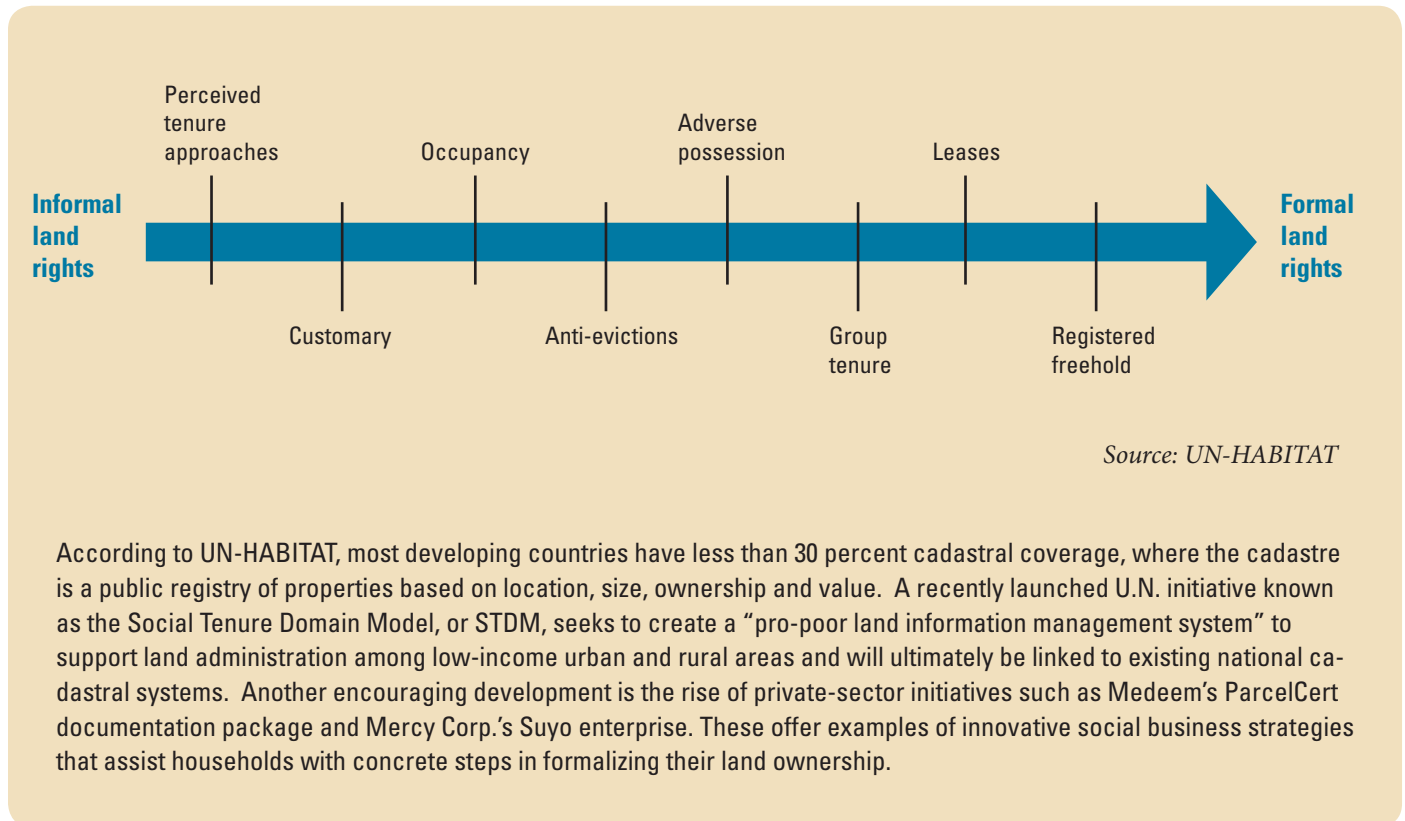 Perceived
tenure
approaches
Occupancy
Adverse
possession
Leases
Informal
land
rights
Formal
land
rights
Customary
Anti-evictions
Group
tenure
Registered
freehold
Source: UN-HABITAT
According to UN-HABITAT, most developing countries have less than 30 percent cadastral coverage, where the cadastre
is a public registry of properties based on location, size, ownership and value.  A recently launched U.N. initiative known
as the Social Tenure Domain Model, or STDM, seeks to create a “pro-poor land information management system” to
support land administration among low-income urban and rural areas and will ultimately be linked to existing national ca-
dastral systems.  Another encouraging development is the rise of private-sector initiatives such as Medeem’s ParcelCert
documentation package and Mercy Corp.’s Suyo enterprise. These offer examples of innovative social business strategies
that assist households with concrete steps in formalizing their land ownership.